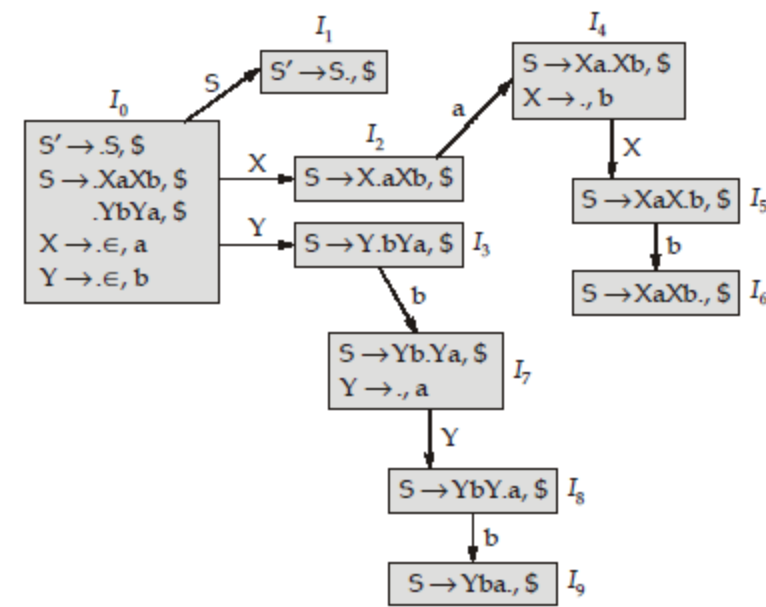 I₁
S' → S., $
S
I₀
S' → .S, $
S → .XaXb, $
.YbYa, $
X → .∈, a
Y → .∈, b
X
I₂
S → X.aXb, $
a
I₄
S → Xa.Xb, $
X → ., b
X
S → XaX.b, $ I₅
b
S → XaXb., $ I₆
Y
S → Y.bYa, $ I₃
b
S → Yb.Ya, $
Y → ., a
I₇
Y
S → YbY.a, $ I₈
b
S → Yba., $ I₉